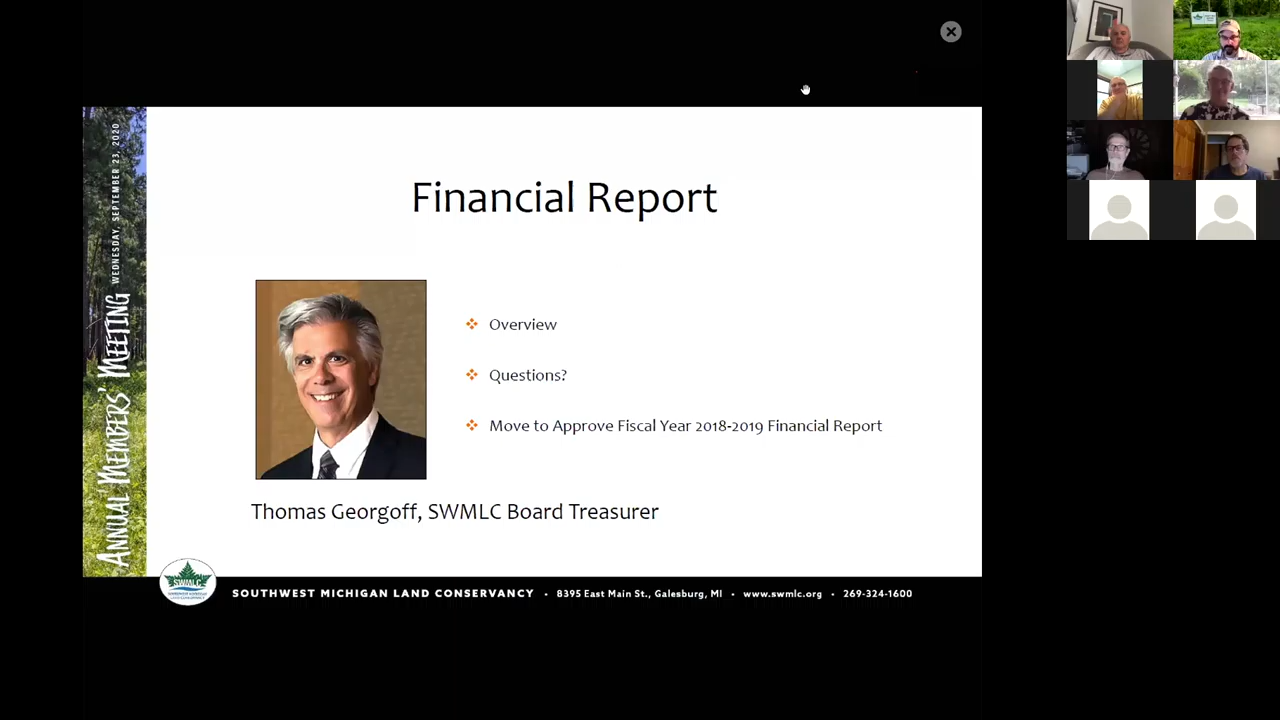 WEDNESDAY, SEPTEMBER 23, 2020
ANNUAL MEMBERS' MEETING
Financial Report
❖ Overview
❖ Questions?
❖ Move to Approve Fiscal Year 2018-2019 Financial Report
Thomas Georgoff, SWMLC Board Treasurer
SWMLC
SOUTHWEST MICHIGAN LAND CONSERVANCY • 8395 East Main St., Galesburg, MI • www.swmlc.org • 269-324-1600